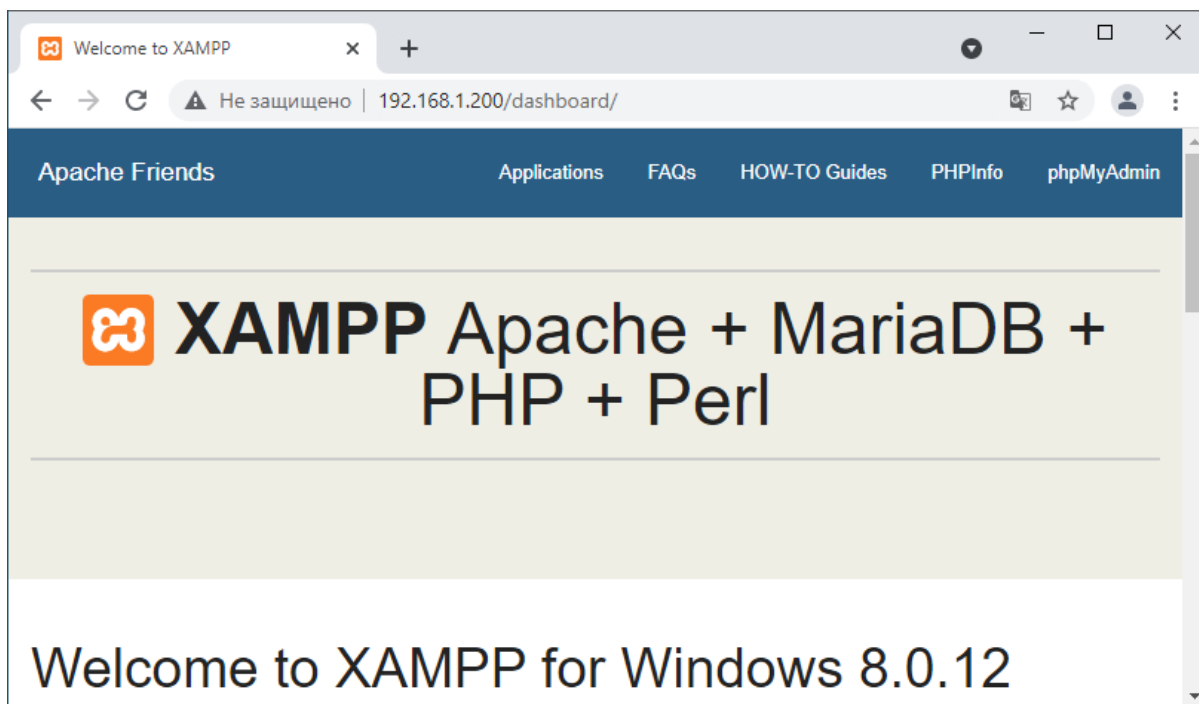 Welcome to XAMPP
Не защищено 192.168.1.200/dashboard/
Apache Friends Applications FAQs HOW-TO Guides PHPInfo phpMyAdmin
XAMPP Apache + MariaDB +
PHP + Perl
Welcome to XAMPP for Windows 8.0.12